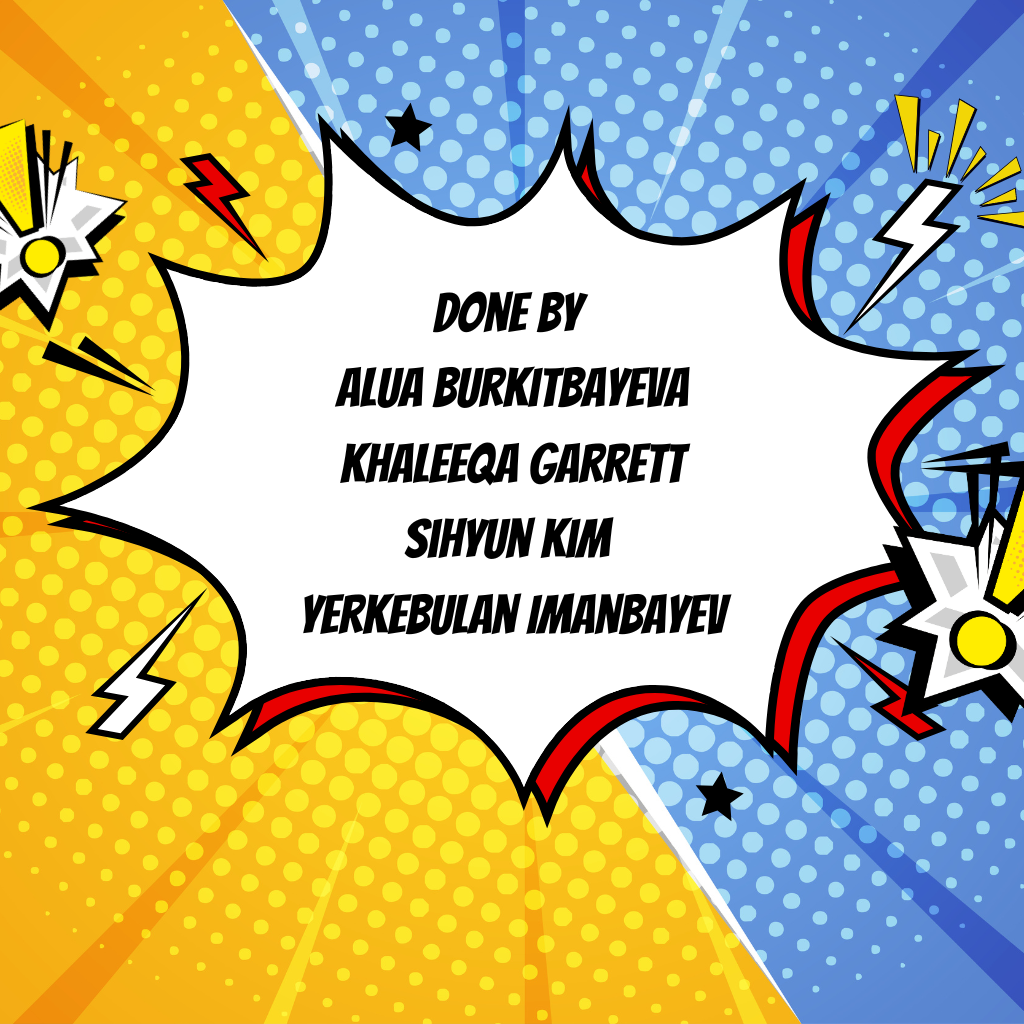 DONE BY
ALUA BURKITBAYEVA
KHALEEQA GARRETT
SIHYUN KIM
YERKEBULAN IMANBAYEV